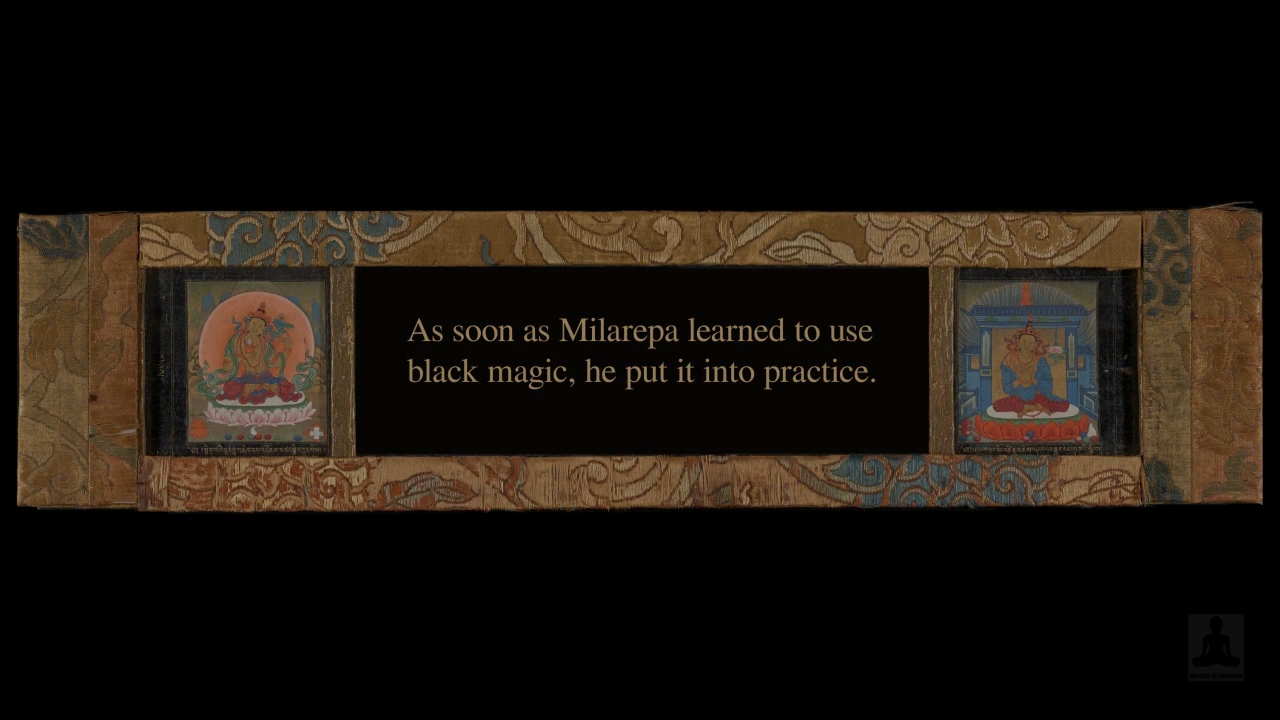 As soon as Milarepa learned to use
black magic, he put it into practice.